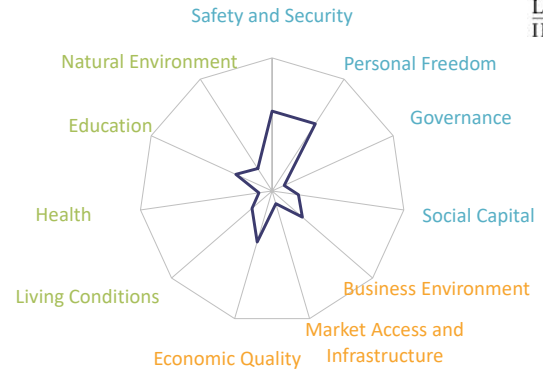 Safety and Security
Natural Environment
Personal Freedom
Education
Governance
Health
Social Capital
Business Environment
Living Conditions
Market Access and
Infrastructure
Economic Quality